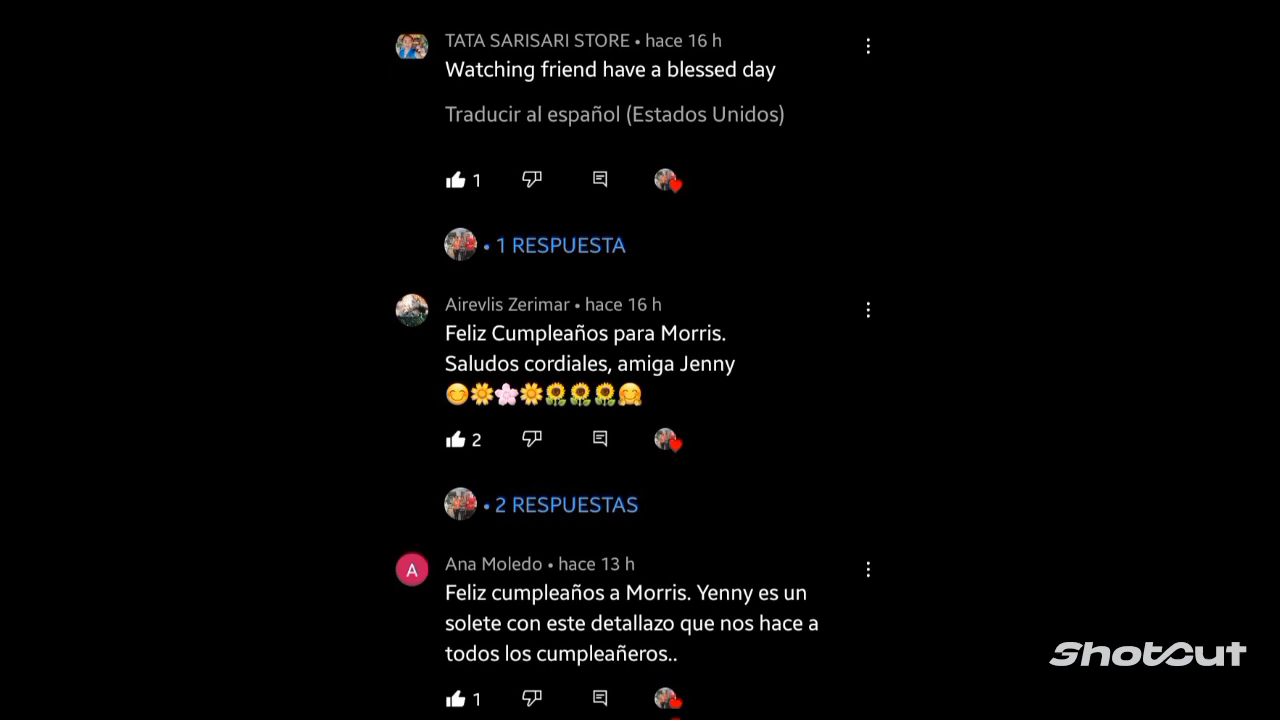 TATA SARISARI STORE • hace 16 h
Watching friend have a blessed day
Traducir al español (Estados Unidos)
1
• 1 RESPUESTA
Airevlis Zerimar • hace 16 h
Feliz Cumpleaños para Morris.
Saludos cordiales, amiga Jenny
😊🌼🌸🌼🌻🌻🌻🤗
2
• 2 RESPUESTAS
A
Ana Moledo • hace 13 h
Feliz cumpleaños a Morris. Yenny es un
solete con este detallazo que nos hace a
todos los cumpleañeros..
1
ShotCut